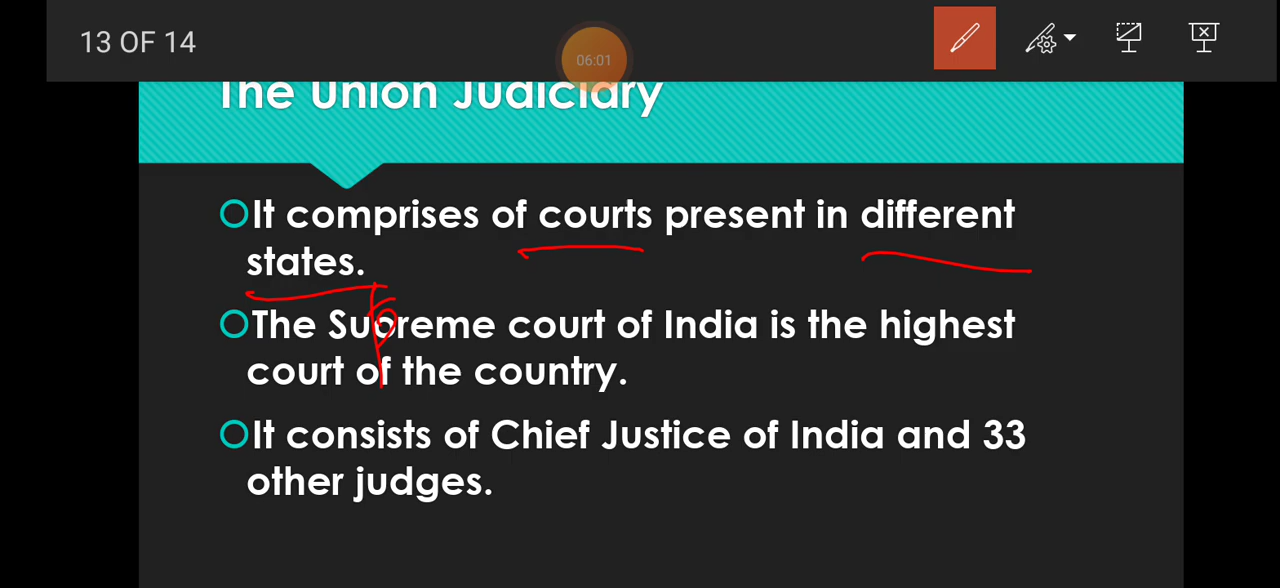 13 OF 14
06:01
The Union Judiciary
It comprises of courts present in different
states.
The Supreme court of India is the highest
court of the country.
It consists of Chief Justice of India and 33
other judges.